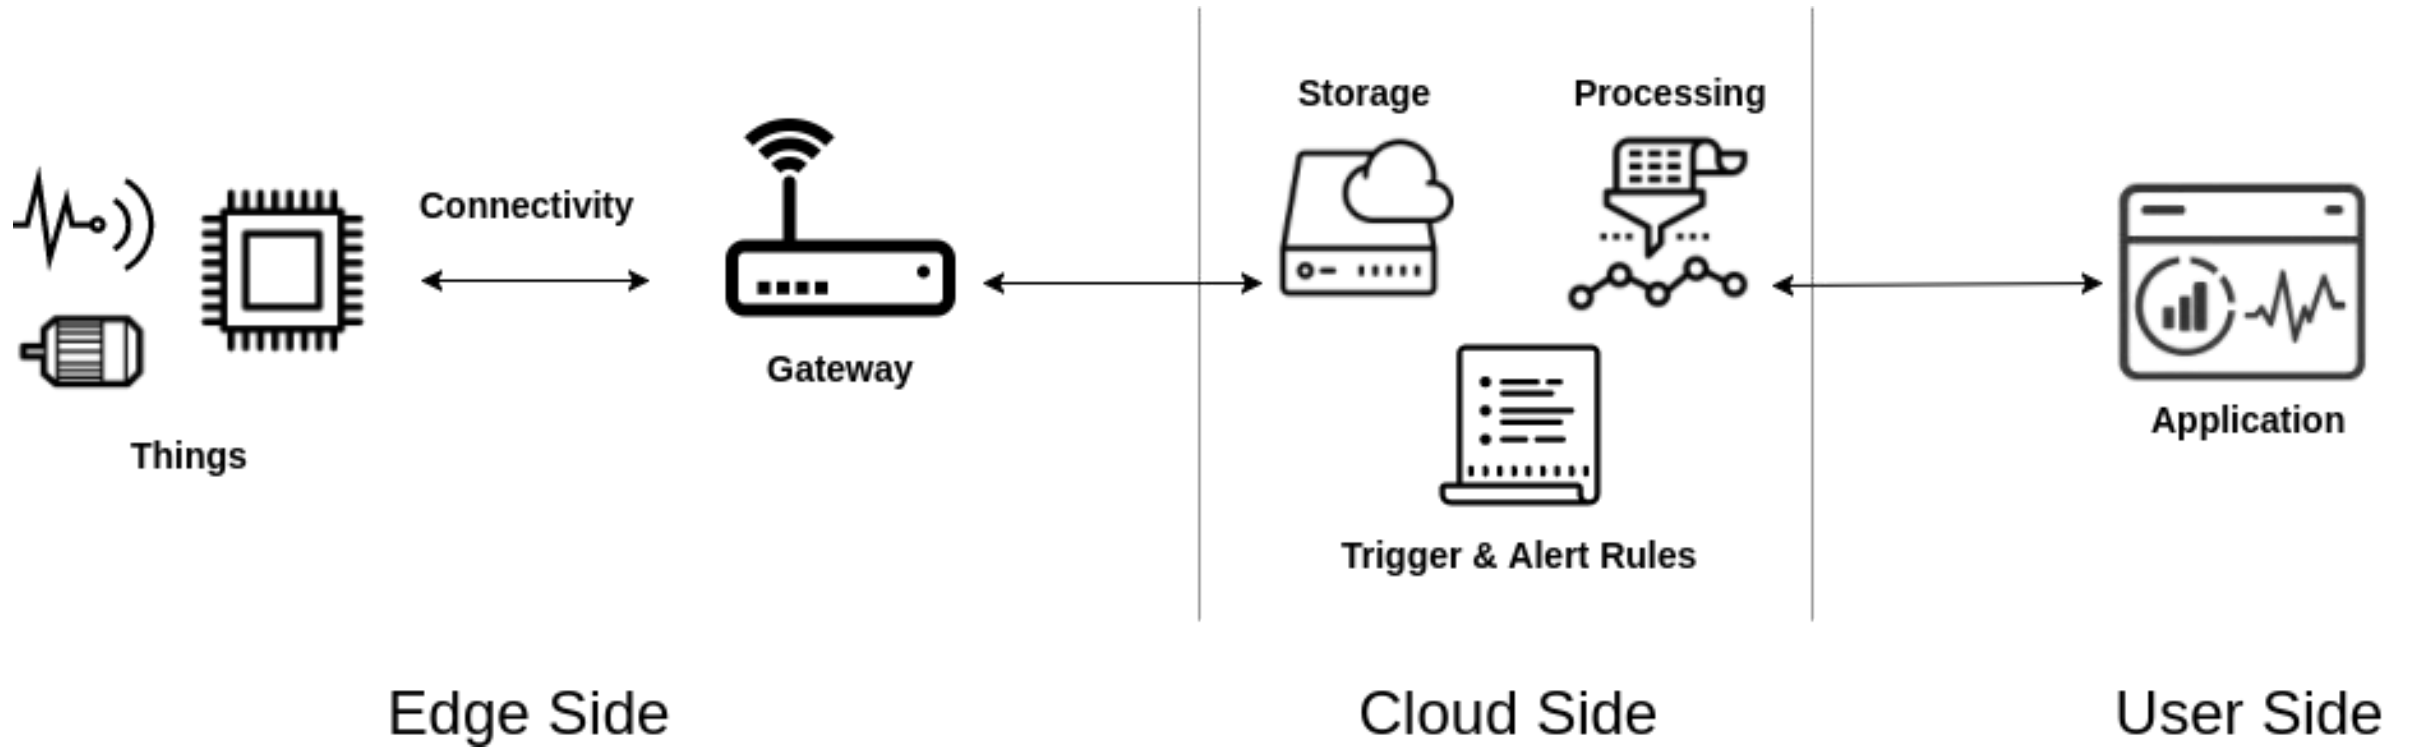 Connectivity
Things
Gateway
Storage
Processing
Trigger & Alert Rules
Application
Edge Side
Cloud Side
User Side